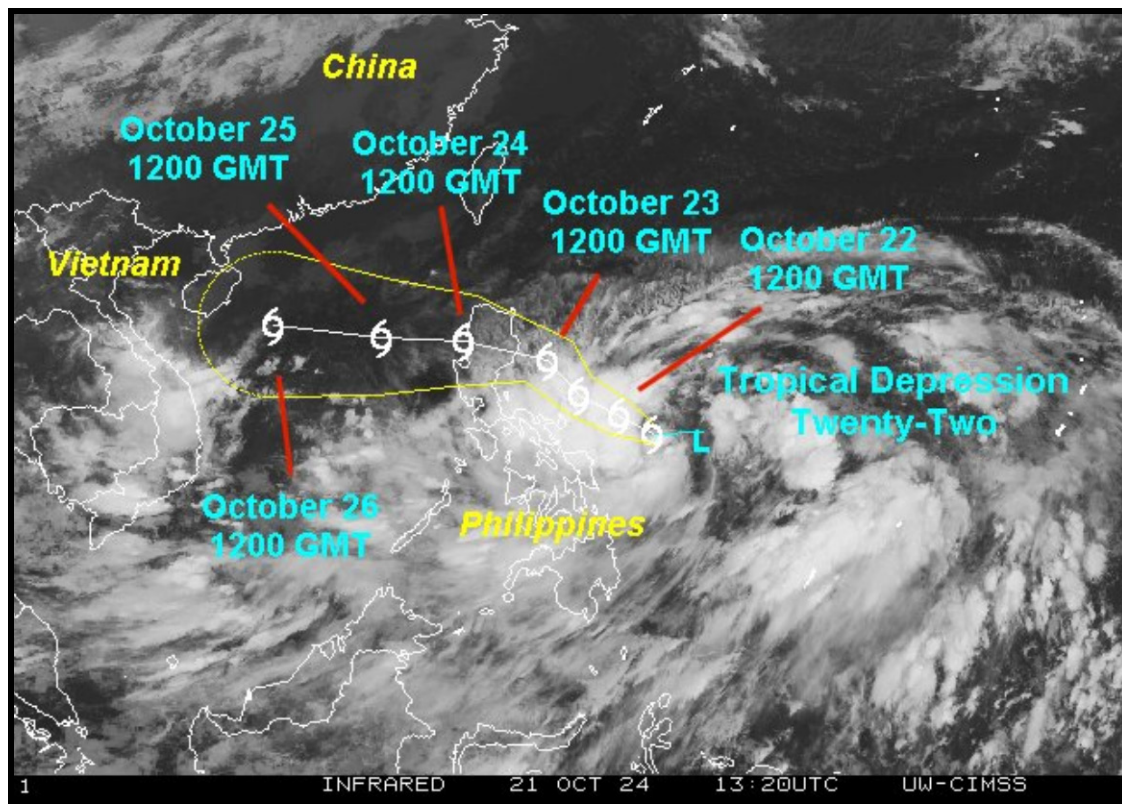 China
October 25
1200 GMT
October 24
1200 GMT
October 23
1200 GMT
October 22
1200 GMT
Vietnam
Tropical Depression
Twenty-Two
L
October 26
1200 GMT
Philippines
1 INFRARED 21 OCT 24 13:20UTC UW-CIMSS